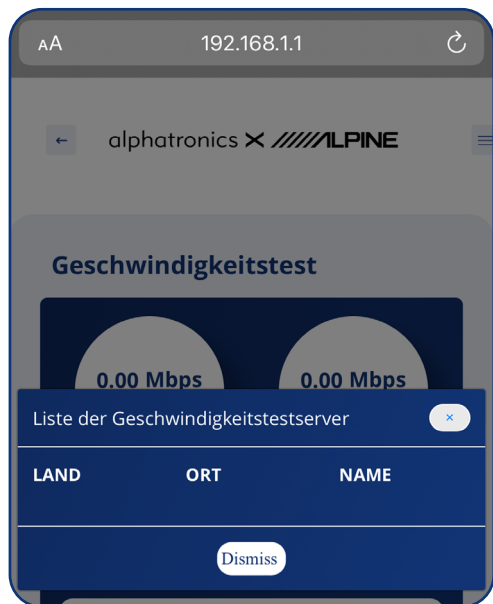 AA 192.168.1.1
alphatronics X ALPINE
Geschwindigkeitstest
0.00 Mbps 0.00 Mbps
Liste der Geschwindigkeitstestserver ×
LAND ORT NAME
Dismiss